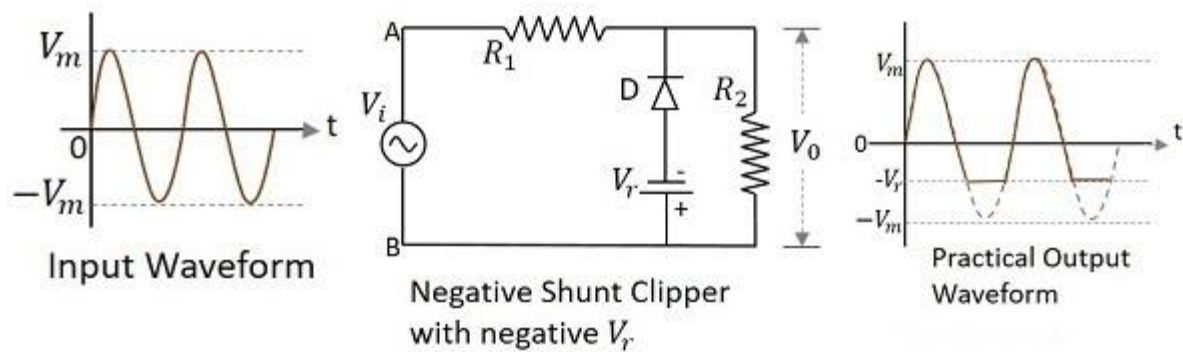 V_m
0
t
−V_m
Input Waveform
A
R_1
V_i
D
R_2
V_r
-
+
V_0
B
Negative Shunt Clipper
with negative V_r
V_m
0
t
-V_r
−V_m
Practical Output
Waveform